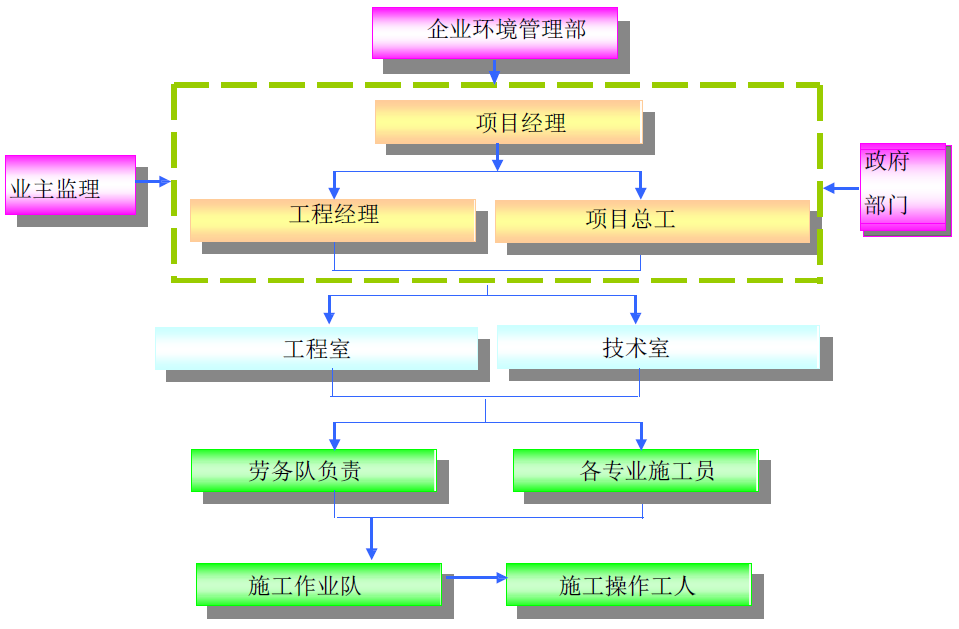 企业环境管理部
项目经理
业主监理
政府
部门
工程经理
项目总工
工程室
技术室
劳务队负责
各专业施工员
施工作业队
施工操作工人